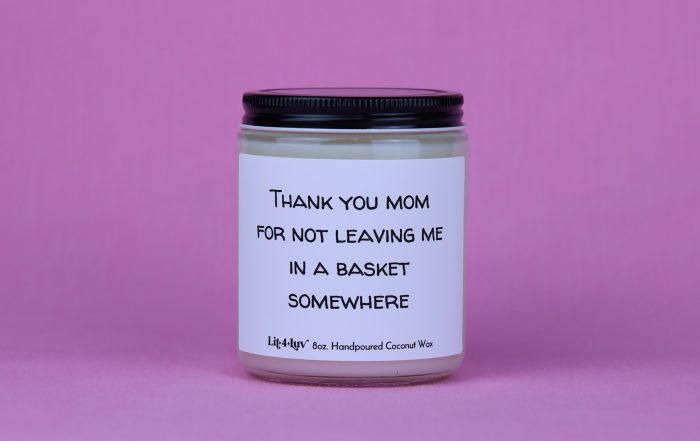 THANK YOU MOM
FOR NOT LEAVING ME
IN A BASKET
SOMEWHERE
Lit4Luv 8oz. Handpoured Coconut Wax